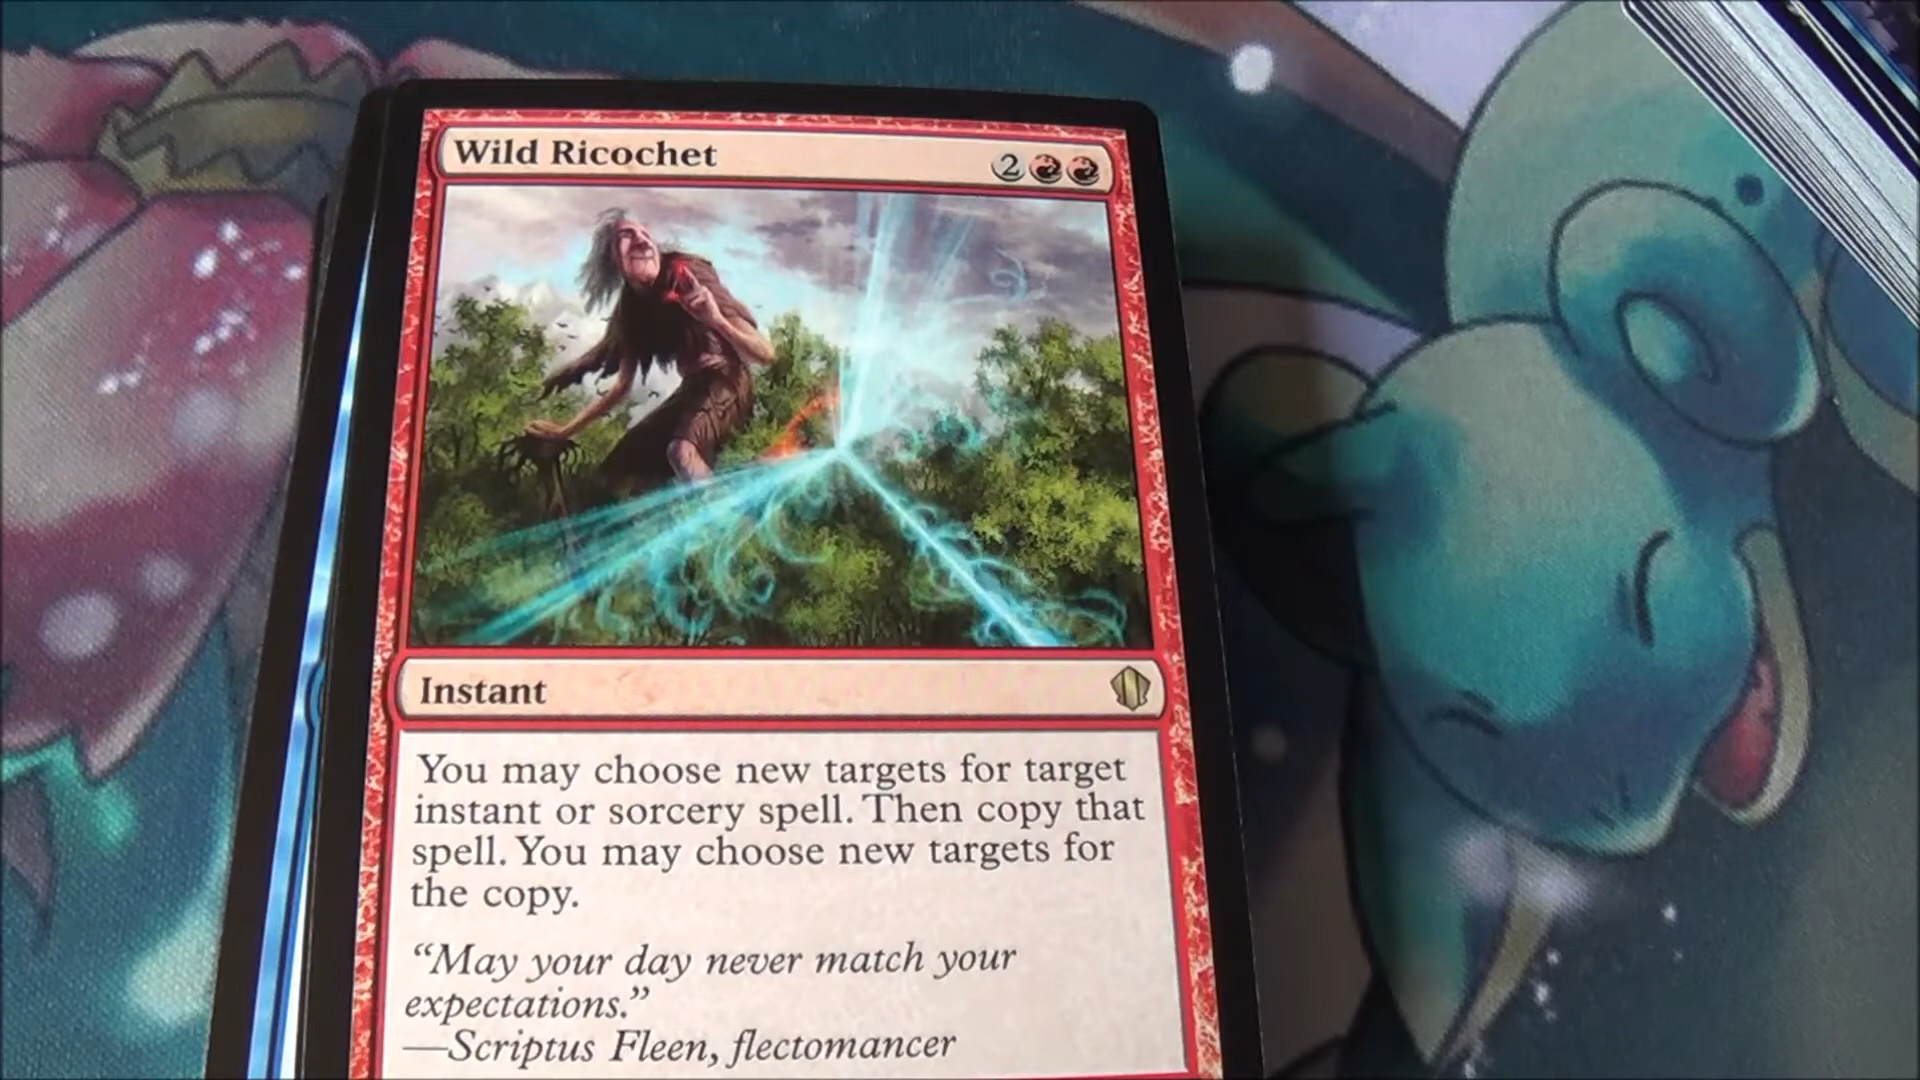 Wild Ricochet
2
Instant
You may choose new targets for target
instant or sorcery spell. Then copy that
spell. You may choose new targets for
the copy.
“May your day never match your
expectations.”
—Scriptus Fleen, flectomancer